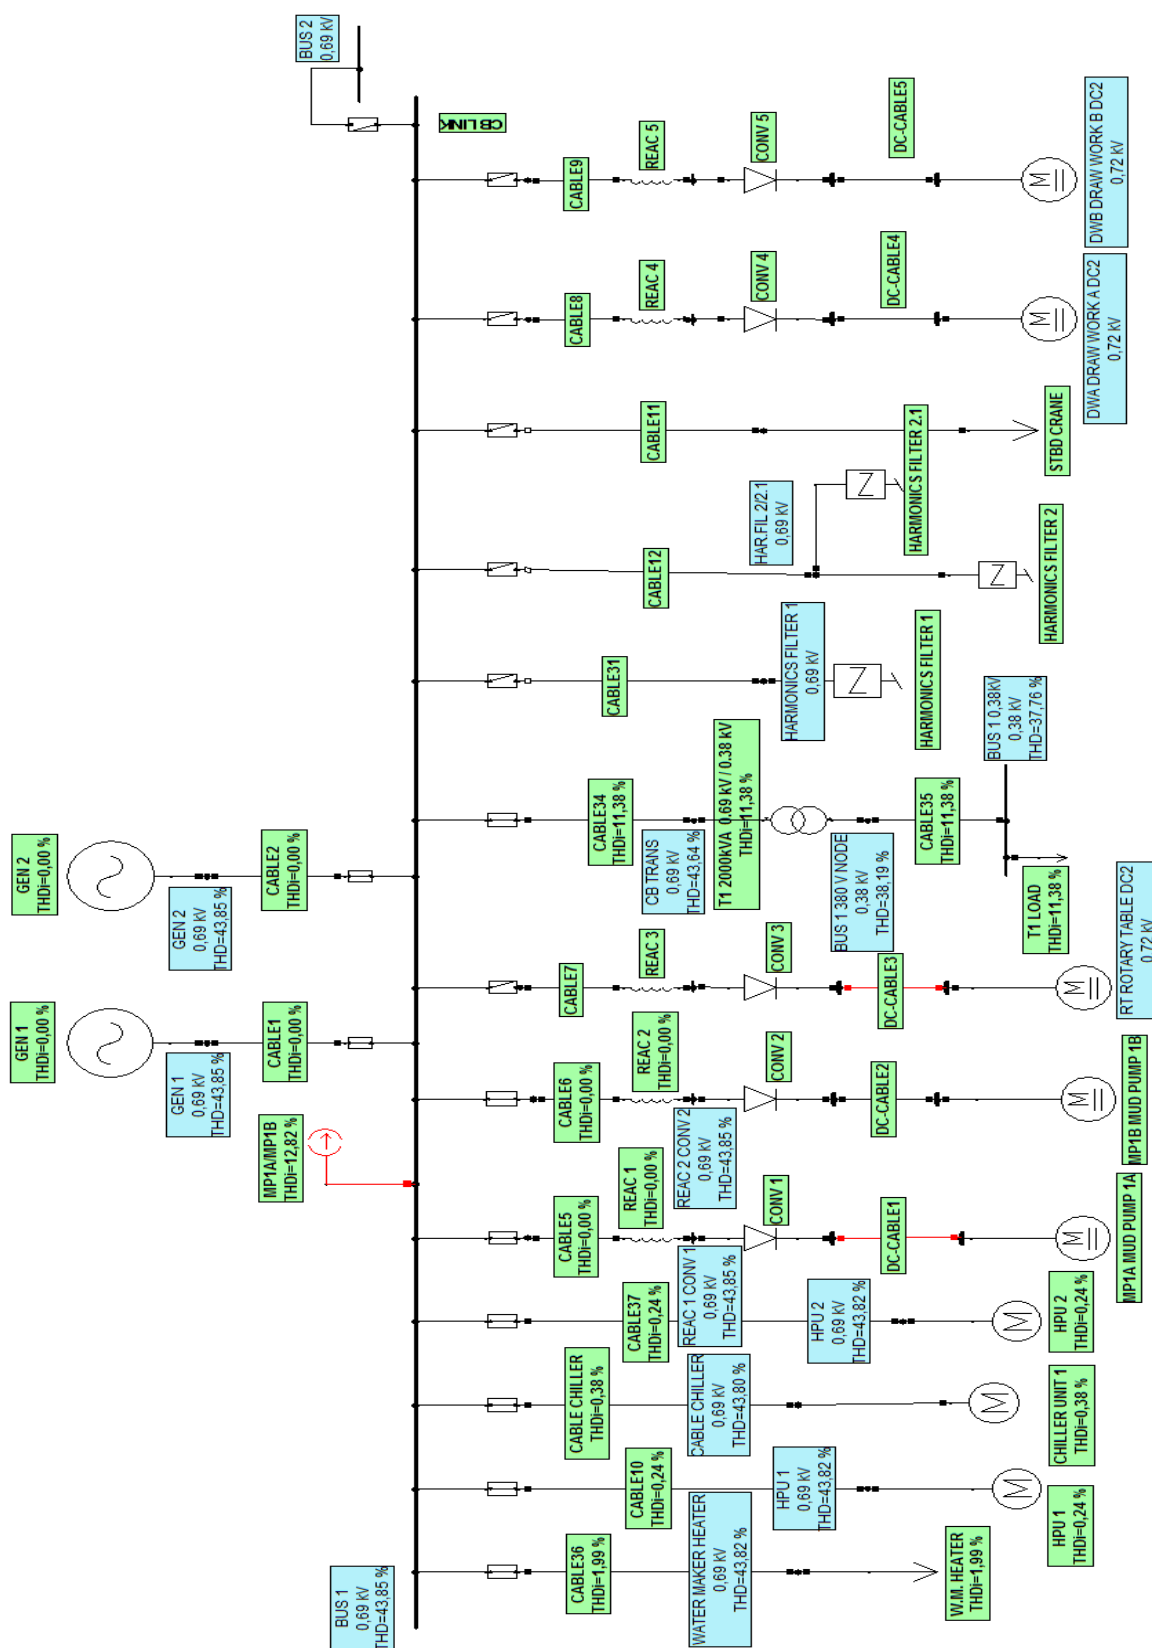 BUS 2
0,69 kV
CB LINK
CABLE9
REAC 5
CONV 5
DC-CABLE5
DWB DRAW WORK B DC2
0,72 kV
CABLE8
REAC 4
CONV 4
DC-CABLE4
DWA DRAW WORK A DC2
0,72 kV
CABLE11
STBD CRANE
CABLE12
HAR.FIL 2/2.1
0,69 kV
HARMONICS FILTER 2.1
HARMONICS FILTER 2
CABLE31
HARMONICS FILTER 1
0,69 kV
HARMONICS FILTER 1
CABLE34
THDi=11,38 %
CB TRANS
0,69 kV
THD=43,64 %
T1 2000KVA 0.69 kV / 0.38 kV
THDi=11,38 %
BUS 1 380 V NODE
0,38 kV
THD=38,19 %
CABLE35
THDi=11,38 %
BUS 1 0,38kV
0,38 kV
THD=37,76 %
T1 LOAD
THDi=11,38 %
GEN 2
THDi=0,00 %
GEN 2
0,69 kV
THD=43,85 %
CABLE2
THDi=0,00 %
CABLE7
REAC 3
CONV 3
DC-CABLE3
RT ROTARY TABLE DC2
0,72 kV
GEN 1
THDi=0,00 %
GEN 1
0,69 kV
THD=43,85 %
CABLE1
THDi=0,00 %
CABLE6
THDi=0,00 %
REAC 2
THDi=0,00 %
REAC 2 CONV 2
0,69 kV
THD=43,85 %
CONV 2
DC-CABLE2
MP1B MUD PUMP 1B
MP1A/MP1B
THDi=12,82 %
CABLE5
THDi=0,00 %
REAC 1
THDi=0,00 %
REAC 1 CONV 1
0,69 kV
THD=43,85 %
CONV 1
DC-CABLE1
MP1A MUD PUMP 1A
CABLE37
THDi=0,24 %
HPU 2
0,69 kV
THD=43,82 %
HPU 2
THDi=0,24 %
CABLE CHILLER
THDi=0,38 %
CABLE CHILLER
0,69 kV
THD=43,80 %
CHILLER UNIT 1
THDi=0,38 %
CABLE10
THDi=0,24 %
HPU 1
0,69 kV
THD=43,82 %
HPU 1
THDi=0,24 %
CABLE36
THDi=1,99 %
WATER MAKER HEATER
0,69 kV
THD=43,82 %
W.M. HEATER
THDi=1,99 %
BUS 1
0,69 kV
THD=43,85 %
M
M
M
M
M
M
M
M